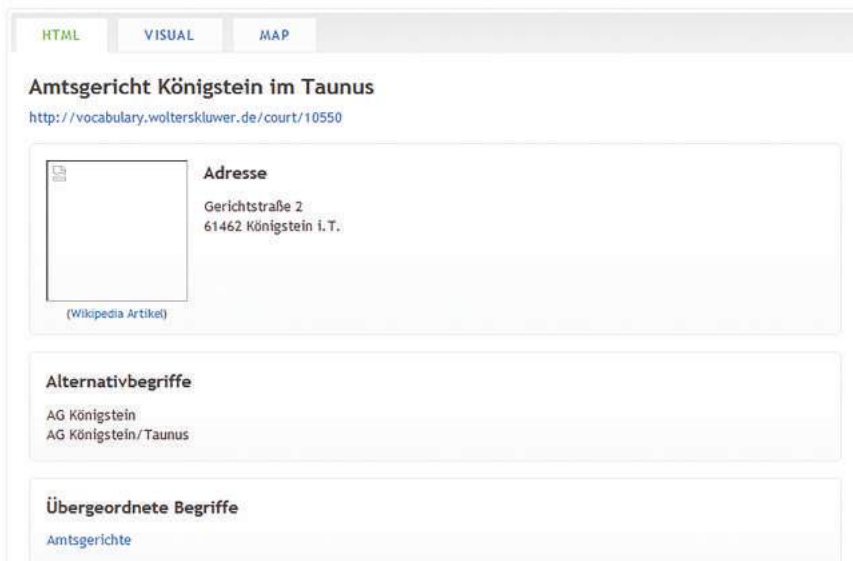 HTML VISUAL MAP
Amtsgericht Königstein im Taunus
http://vocabulary.wolterskluwer.de/court/10550
Adresse
Gerichtstraße 2
61462 Königstein i.T.
(Wikipedia Artikel)
Alternativbegriffe
AG Königstein
AG Königstein/Taunus
Übergeordnete Begriffe
Amtsgerichte